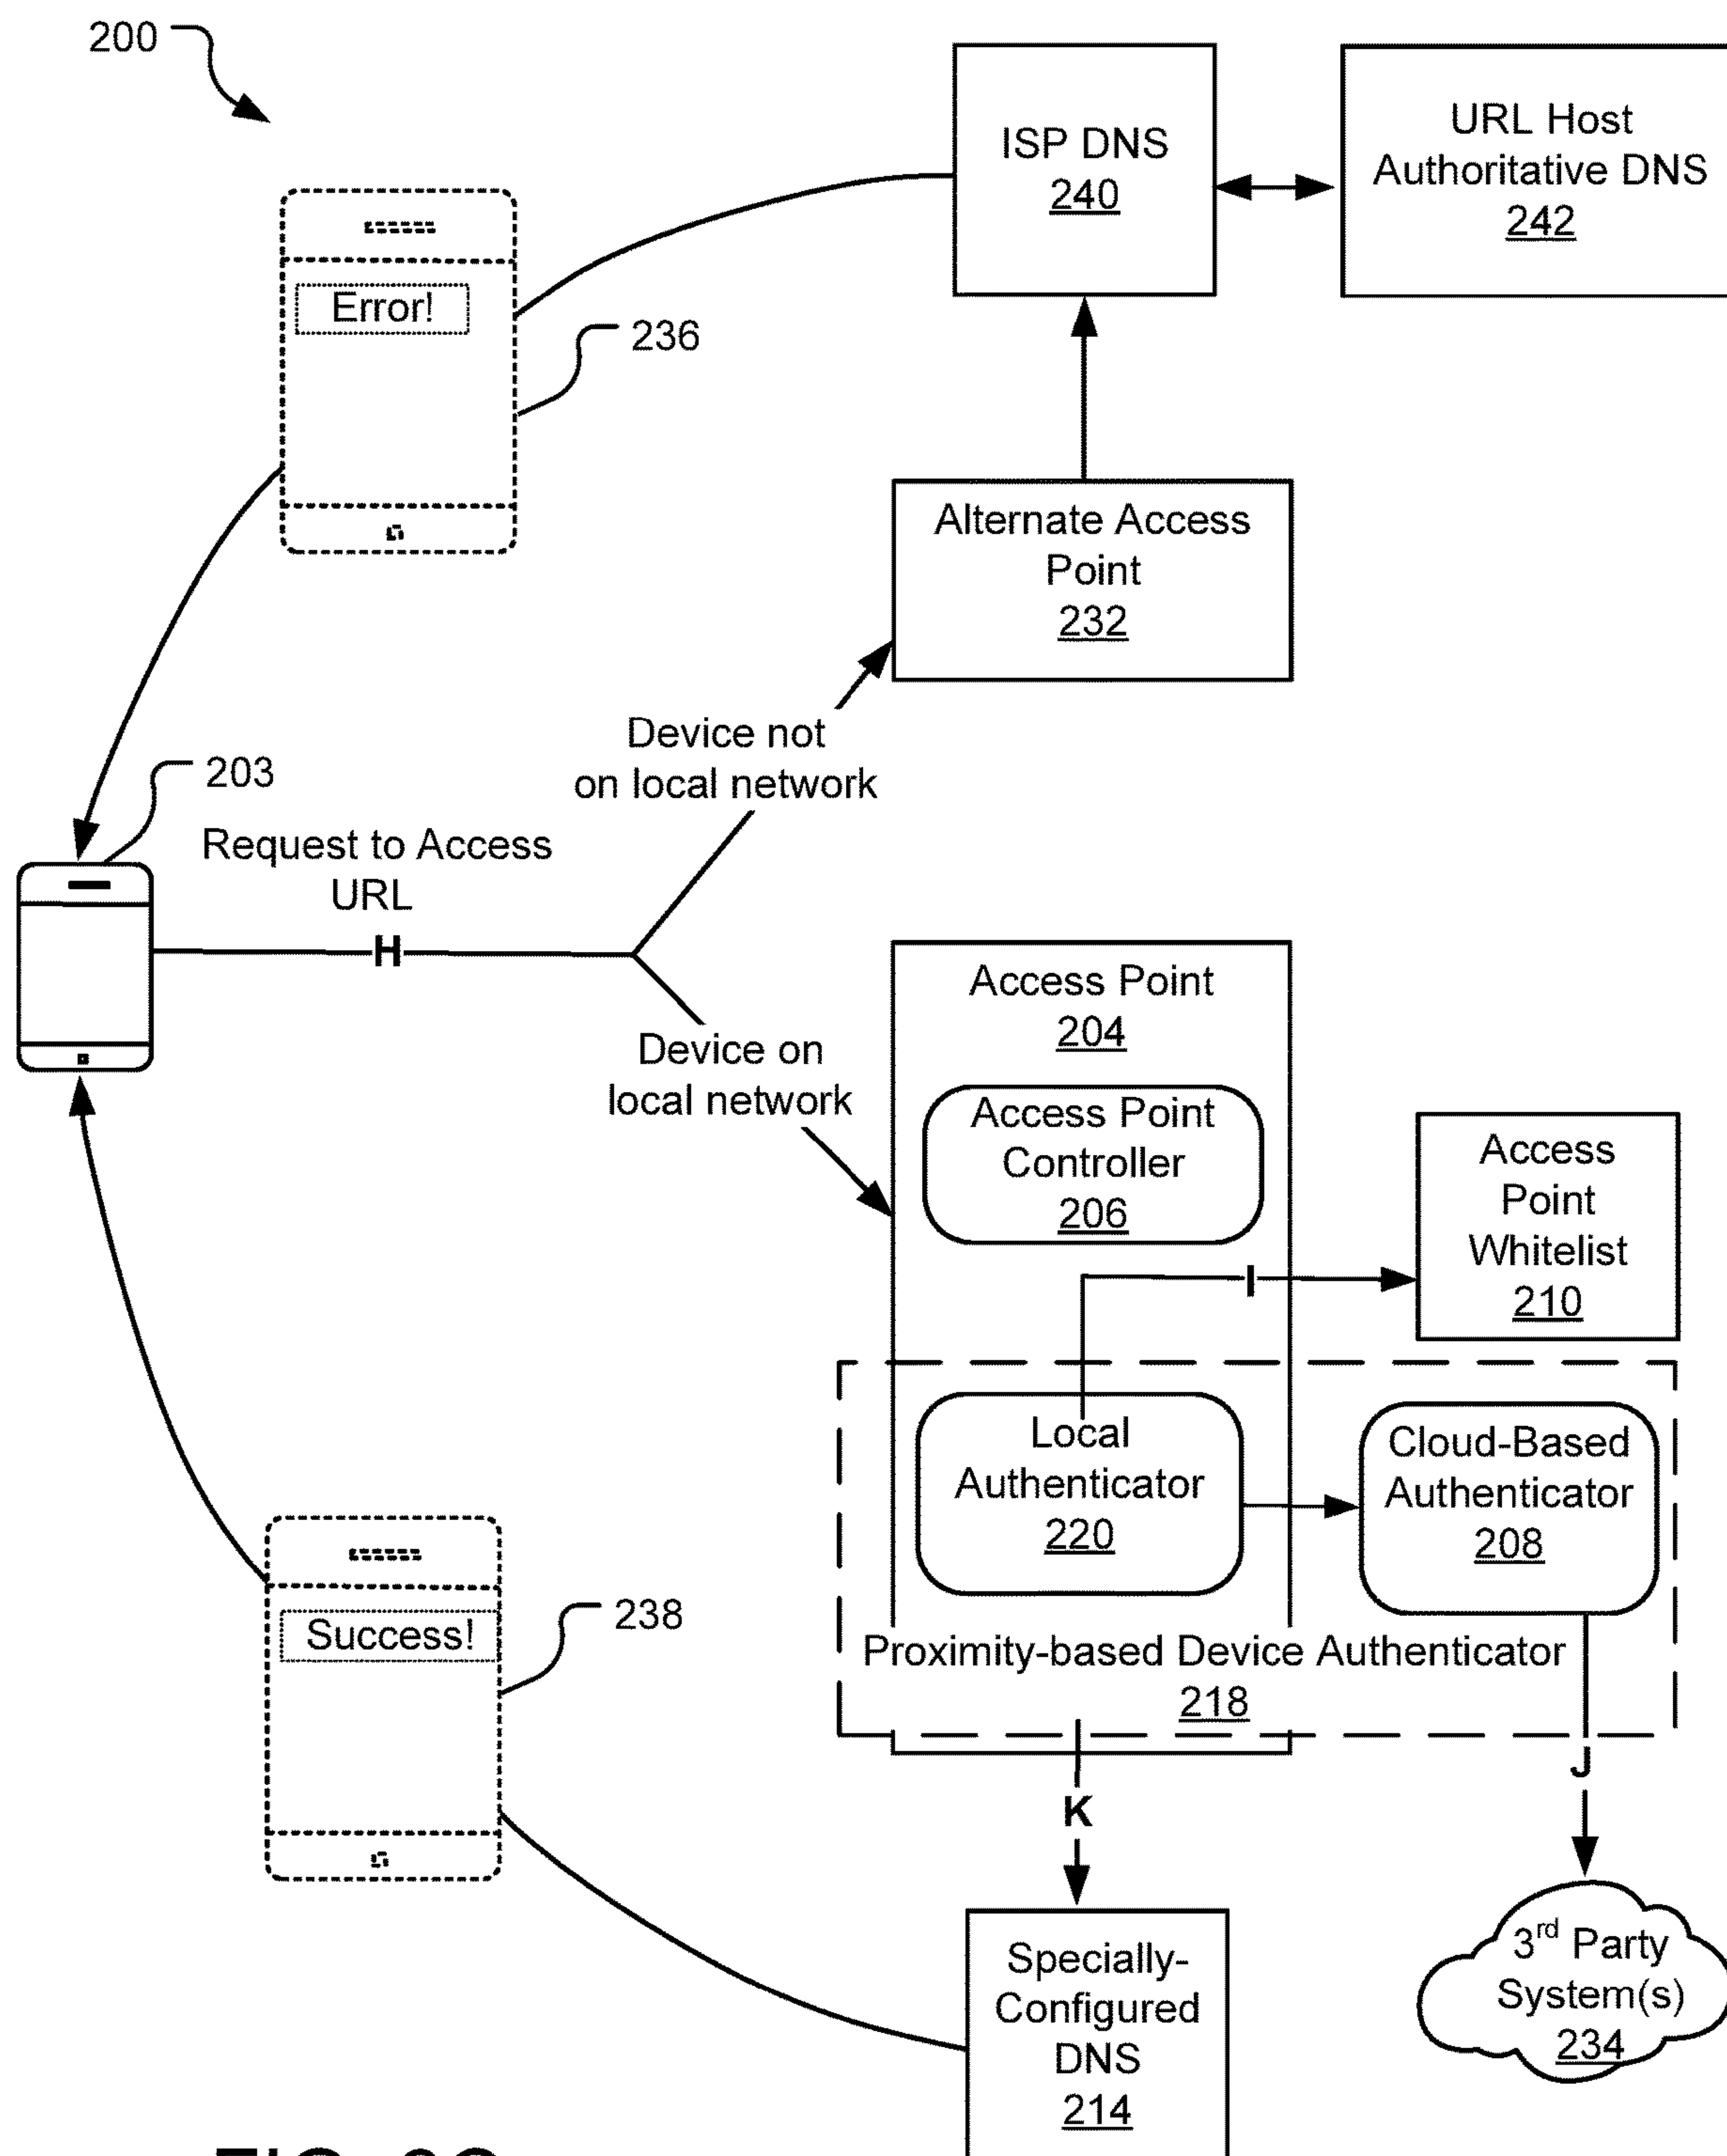 200
ISP DNS
240
URL Host
Authoritative DNS
242
Error!
236
Alternate Access
Point
232
Device not
on local network
203
Request to Access
URL
H
Access Point
204
Device on
local network
Access Point
Controller
206
Access
Point
Whitelist
210
I
Local
Authenticator
220
Cloud-Based
Authenticator
208
Success!
238
Proximity-based Device Authenticator
218
J
K
Specially-
Configured
DNS
214
3rd Party
System(s)
234